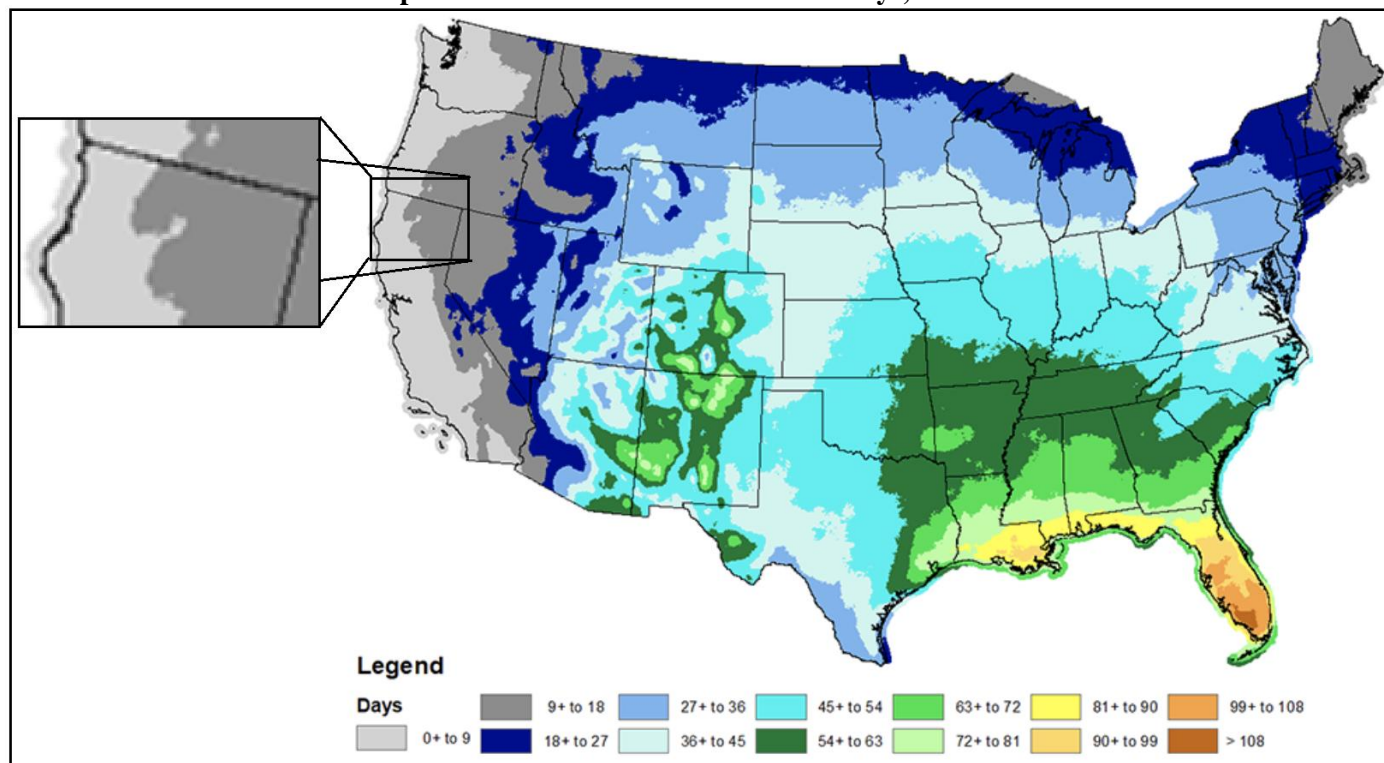 Legend
Days
0+ to 9
9+ to 18
18+ to 27
27+ to 36
36+ to 45
45+ to 54
54+ to 63
63+ to 72
72+ to 81
81+ to 90
90+ to 99
99+ to 108
> 108